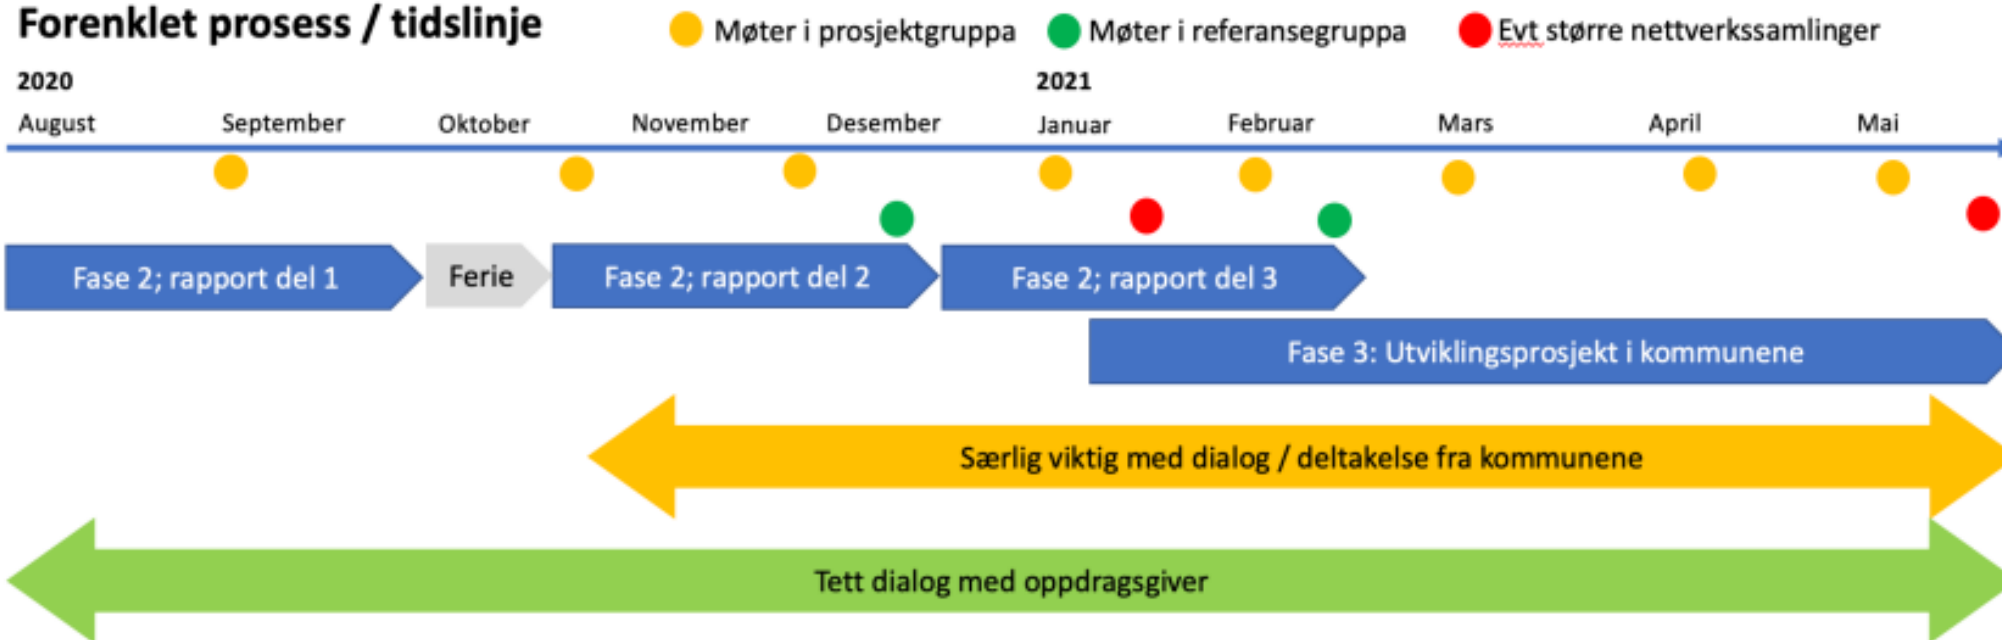 Forenklet prosess / tidslinje
Møter i prosjektgruppa
Møter i referansegruppa
Evt større nettverkssamlinger
2020
2021
August
September
Oktober
November
Desember
Januar
Februar
Mars
April
Mai
Fase 2; rapport del 1
Ferie
Fase 2; rapport del 2
Fase 2; rapport del 3
Fase 3: Utviklingsprosjekt i kommunene
Særlig viktig med dialog / deltakelse fra kommunene
Tett dialog med oppdragsgiver